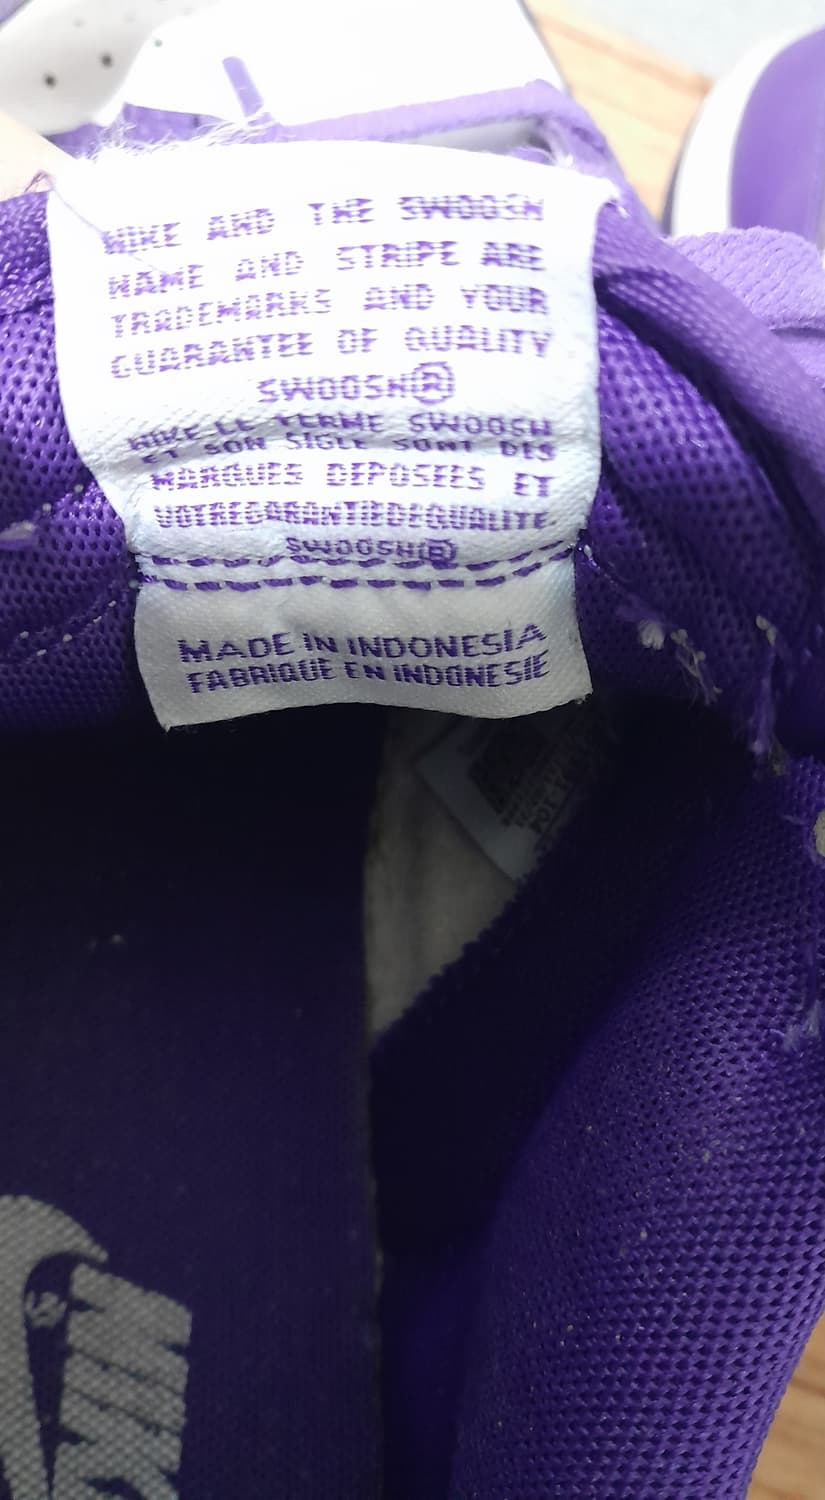 NIKE AND THE SWOOSH
NAME AND STRIPE ARE
TRADEMARKS AND YOUR
GUARANTEE OF QUALITY
SWOOSH®
NIKE LE TERME SWOOSH
ET SON SIGLE SONT DES
MARQUES DEPOSEES ET
VOTREGARANTIEDEQUALITE.
SWOOSH®
MADE IN INDONESIA
FABRIQUE EN INDONESIE
NIKE